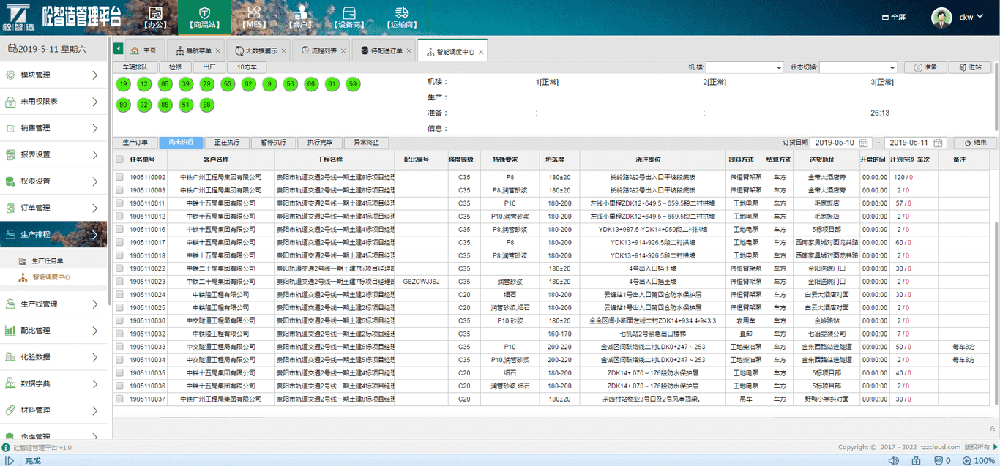 砼智造 砼智造管理平台 【办公】 【商混站】 【MES】 【客户】 【设备商】 【运输商】 全屏 ckw
2019-5-11 星期六 主页 导航菜单 大数据展示 流程列表 待配送订单 智能调度中心
车辆排队 检修 出厂 10方车 机楼: 状态切换: 准备 进站
模块管理
未用权限表
销售管理
报表设置
权限设置
订单管理
生产排程
生产任务单
智能调度中心
生产线管理
配比管理
化验数据
数据字典
材料管理
仓库管理
19 12 65 39 29 50 62 9 56 66 61 59
80 32 88 51 58
机楼: 1[正常] 2[正常] 3[正常]
生产:
准备: ; ; 26;13
信息:
生产订单 尚未执行 正在执行 暂停执行 执行完毕 异常终止 订货日期 2019-05-10 - 2019-05-11 结束
任务单号 客户名称 工程名称 配比编号 强度等级 特殊要求 坍落度 浇注部位 卸料方式 结算方式 送货地址 开盘时间 计划/完成 车次 备注
1905110002 中铁广州工程局集团有限公司 贵阳市轨道交通2号线一期土建8标项目经理 C35 P8 180±20 长岭路站2号出入口平坡段底板 伟恒臂架泵 车方 金帝大酒店旁 00:00:00 120 / 0
1905110003 中铁广州工程局集团有限公司 贵阳市轨道交通2号线一期土建8标项目经理 C35 P8,润管砂浆 180±20 长岭路站2号出入口平坡段底板 伟恒臂架泵 车方 金帝大酒店旁 00:00:00 2 / 0
1905110011 中铁十五局集团有限公司 贵阳市轨道交通2号线一期土建4标项目经理 C35 P10 180-200 左线小里程ZDK12+649.5～659.5段二衬拱墙 工地电泵 车方 毛家饭店 00:00:00 57 / 0
1905110012 中铁十五局集团有限公司 贵阳市轨道交通2号线一期土建4标项目经理 C35 P10,润管砂浆 180-200 左线小里程ZDK12+649.5～659.5段二衬拱墙 工地电泵 车方 毛家饭店 00:00:00 2 / 0
1905110016 中铁十五局集团有限公司 贵阳市轨道交通2号线一期土建4标项目经理 C35 P8,润管砂浆 180-200 YDK13+987.5-YDK14+050段二衬拱墙 工地电泵 车方 5标项目部 00:00:00 2 / 0
1905110017 中铁十五局集团有限公司 贵阳市轨道交通2号线一期土建4标项目经理 C35 P8 180-200 YDK13+914-926.5段二衬拱墙 工地电泵 车方 西南家具城对面龙井路 00:00:00 60 / 0
1905110018 中铁十五局集团有限公司 贵阳市轨道交通2号线一期土建4标项目经理 C35 P8,润管砂浆 180-200 YDK13+914-926.5段二衬拱墙 工地电泵 车方 西南家具城对面龙井路 00:00:00 2 / 0
1905110022 中铁二十局集团有限公司 贵阳轨道交通2号线一期土建7标项目经理部 C35 180±20 4号出入口挡土墙 伟恒臂架泵 车方 金阳医院门口 00:00:00 30 / 0
1905110023 中铁二十局集团有限公司 贵阳轨道交通2号线一期土建7标项目经理部 GSZCWJJSJ C35 润管砂浆 180±20 4号出入口挡土墙 伟恒臂架泵 车方 金阳医院门口 00:00:00 2 / 0
1905110024 中铁隆工程有限公司 贵阳市轨道交通2号线一期土建2标项目经理 C20 细石 180-200 云峰站1号出入口第四仓防水保护层 伟恒臂架泵 车方 白云大酒店对面 00:00:00 30 / 0
1905110025 中铁隆工程有限公司 贵阳市轨道交通2号线一期土建2标项目经理 C20 润管砂浆,细石 180-200 云峰站1号出入口第四仓防水保护层 伟恒臂架泵 车方 白云大酒店对面 00:00:00 2 / 0
1905110030 中交隧道工程局有限公司 贵阳市轨道交通2号线一期土建5标项目经理 C35 P10,砂浆 180±20 金金区间小断面左线二衬ZDK14+934.4-943.3 农用车 车方 金岭路站 00:00:00 2 / 0
1905110032 中铁隆工程有限公司 贵阳市轨道交通2号线一期土建2标项目经理 C35 160-170 七机站2号紧急出口楼梯 直卸 车方 七冶安装公司 00:00:00 7 / 0
1905110033 中交隧道工程局有限公司 贵阳市轨道交通2号线一期土建5标项目经理 C35 P10 200-220 金诚区间联络线二衬LDK0+247～253 工地柴油泵 车方 金朱西路站进隧道 00:00:00 50 / 0 每车8方
1905110034 中交隧道工程局有限公司 贵阳市轨道交通2号线一期土建5标项目经理 C35 P10,润管砂浆 200-220 金诚区间联络线二衬LDK0+247～253 工地柴油泵 车方 金朱西路站进隧道 00:00:00 2 / 0 每车8方
1905110035 中铁十五局集团有限公司 贵阳市轨道交通2号线一期土建4标项目经理 C20 细石 180-200 ZDK14+ 070～176段防水保护层 工地电泵 车方 5标项目部 00:00:00 40 / 0
1905110036 中铁十五局集团有限公司 贵阳市轨道交通2号线一期土建4标项目经理 C20 润管砂浆,细石 180-200 ZDK14+ 070～176段防水保护层 工地电泵 车方 5标项目部 00:00:00 2 / 0
1905110037 中铁广州工程局集团有限公司 贵阳市轨道交通2号线一期土建8标项目经理 C20 180±20 茶园村站物业3号口及2号风亭冠梁。 吊车 车方 野鸭小学斜对面 00:00:00 30 / 0
砼智造管理平台 v1.0 Copyright © 2017 - 2022 tzzcloud.com 版权所有
完成 0 100%